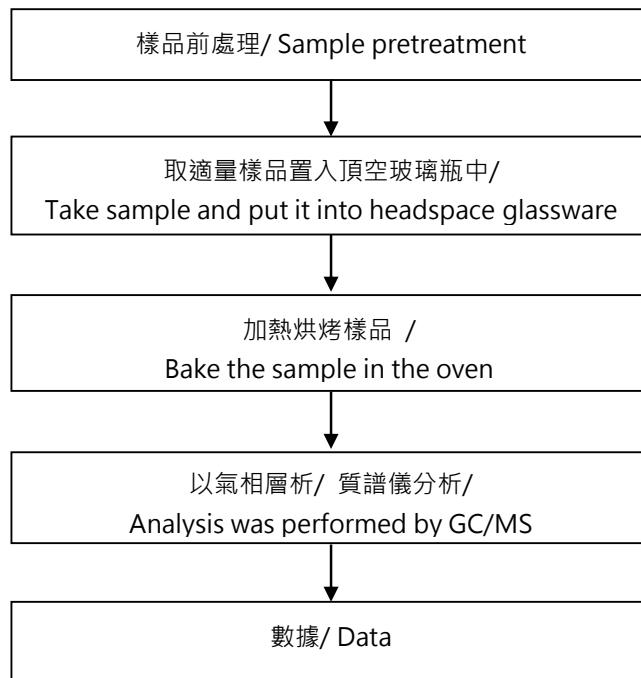 樣品前處理/ Sample pretreatment
取適量樣品置入頂空玻璃瓶中/
Take sample and put it into headspace glassware
加熱烘烤樣品 /
Bake the sample in the oven
以氣相層析/ 質譜儀分析/
Analysis was performed by GC/MS
數據/ Data